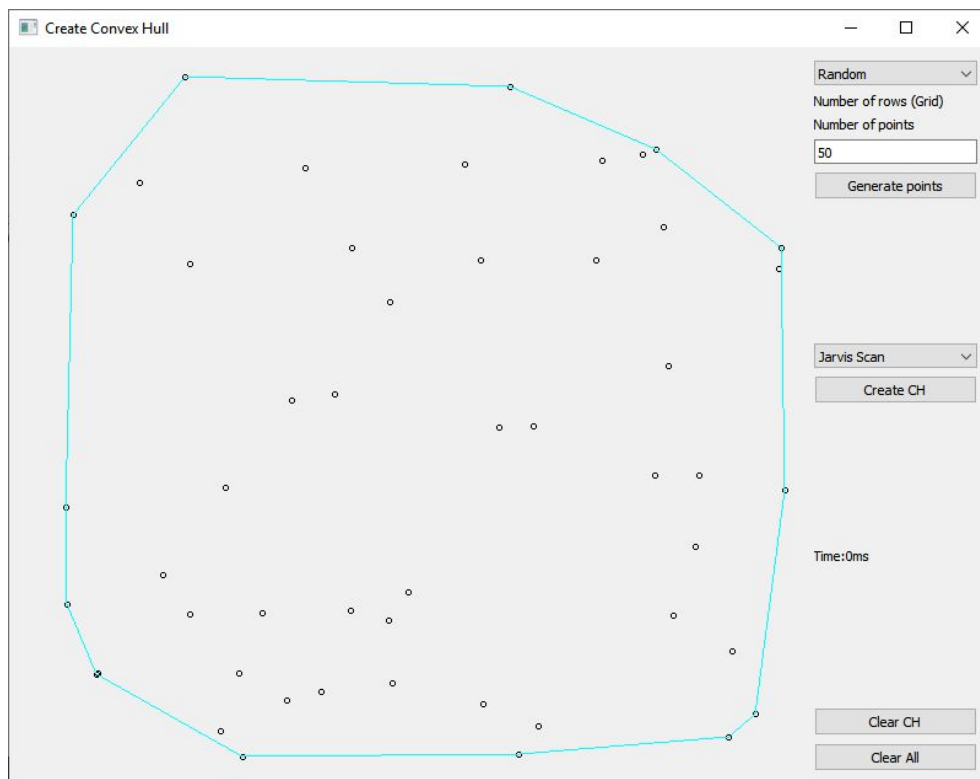 Create Convex Hull
Random
Number of rows (Grid)
Number of points
50
Generate points
Jarvis Scan
Create CH
Time:0ms
Clear CH
Clear All